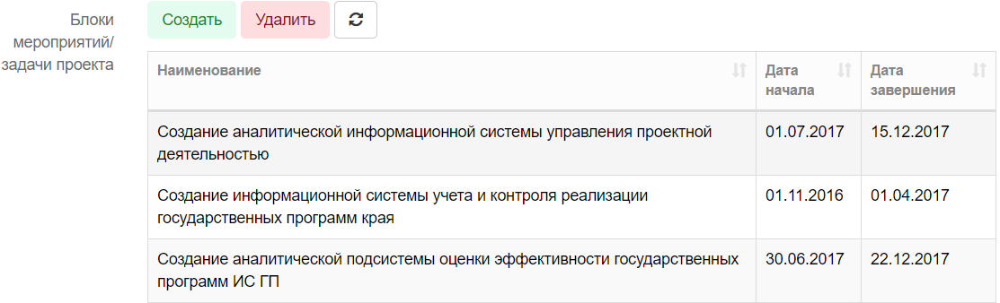 Блоки
мероприятий/
задачи проекта
Создать Удалить
Наименование
Дата
начала
Дата
завершения
Создание аналитической информационной системы управления проектной
деятельностью
01.07.2017
15.12.2017
Создание информационной системы учета и контроля реализации
государственных программ края
01.11.2016
01.04.2017
Создание аналитической подсистемы оценки эффективности государственных
программ ИС ГП
30.06.2017
22.12.2017